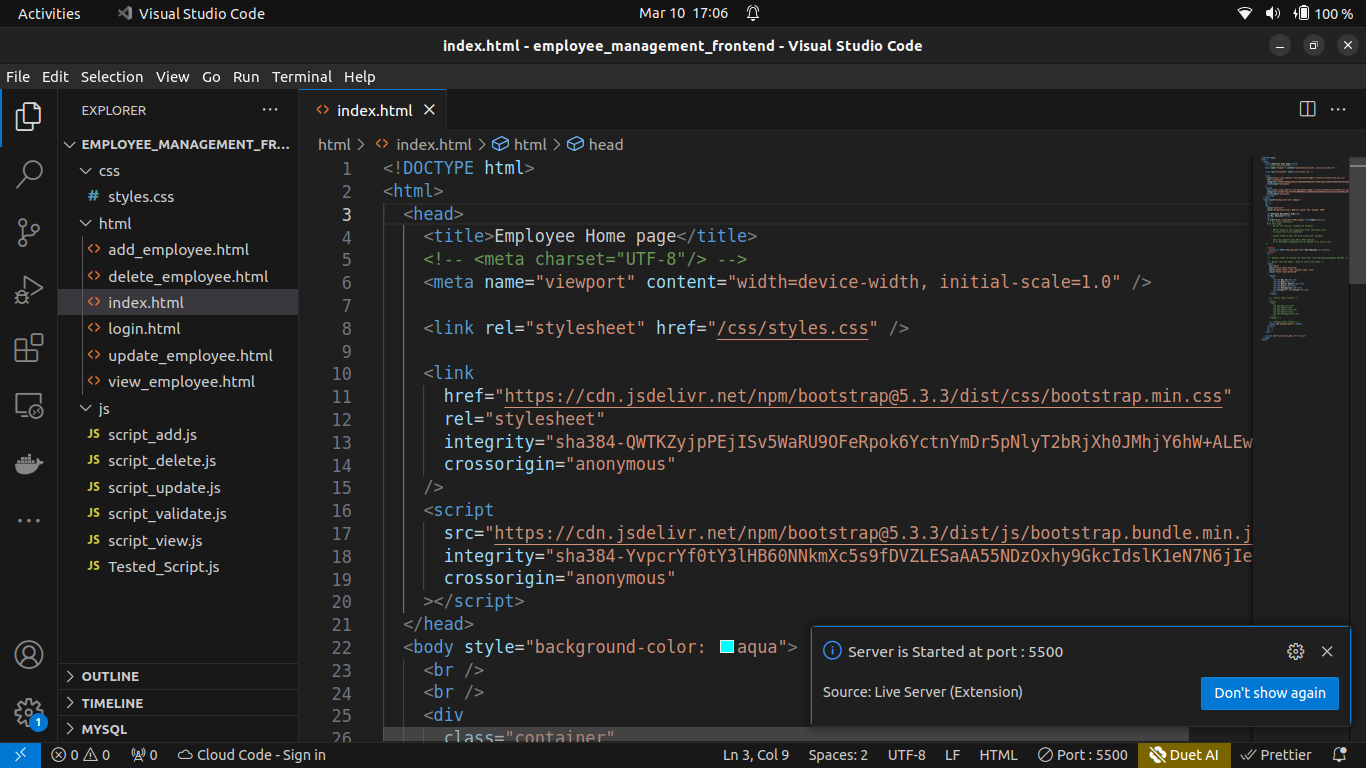 Activities
Visual Studio Code
Mar 10 17:06
100 %
index.html - employee_management_frontend - Visual Studio Code
File Edit Selection View Go Run Terminal Help
EXPLORER
EMPLOYEE_MANAGEMENT_FR...
css
# styles.css
html
<> add_employee.html
<> delete_employee.html
<> index.html
<> login.html
<> update_employee.html
<> view_employee.html
js
JS script_add.js
JS script_delete.js
JS script_update.js
JS script_validate.js
JS script_view.js
JS Tested_Script.js
OUTLINE
TIMELINE
MYSQL
1
<> index.html
html > <> index.html > html > head
1 <!DOCTYPE html>
2 <html>
3 <head>
4 <title>Employee Home page</title>
5 <!-- <meta charset="UTF-8"/> -->
6 <meta name="viewport" content="width=device-width, initial-scale=1.0" />
7
8 <link rel="stylesheet" href="/css/styles.css" />
9
10 <link
11 href="https://cdn.jsdelivr.net/npm/bootstrap@5.3.3/dist/css/bootstrap.min.css"
12 rel="stylesheet"
13 integrity="sha384-QWTKZyjpPEjISv5WaRU9OFeRpok6YctnYmDr5pNlyT2bRjXh0JMhjY6hW+ALEw
14 crossorigin="anonymous"
15 />
16 <script
17 src="https://cdn.jsdelivr.net/npm/bootstrap@5.3.3/dist/js/bootstrap.bundle.min.j
18 integrity="sha384-YvpcrYf0tY3lHB60NNkmXc5s9fDVZLESaAA55NDzOxhy9GkcIdslK1eN7N6jIe
19 crossorigin="anonymous"
20 ></script>
21 </head>
22 <body style="background-color: aqua">
23 <br />
24 <br />
25 <div
26 class="container"
Server is Started at port : 5500
Source: Live Server (Extension)
Don't show again
0 0 0 Cloud Code - Sign in
Ln 3, Col 9 Spaces: 2 UTF-8 LF HTML Port : 5500 Duet AI Prettier